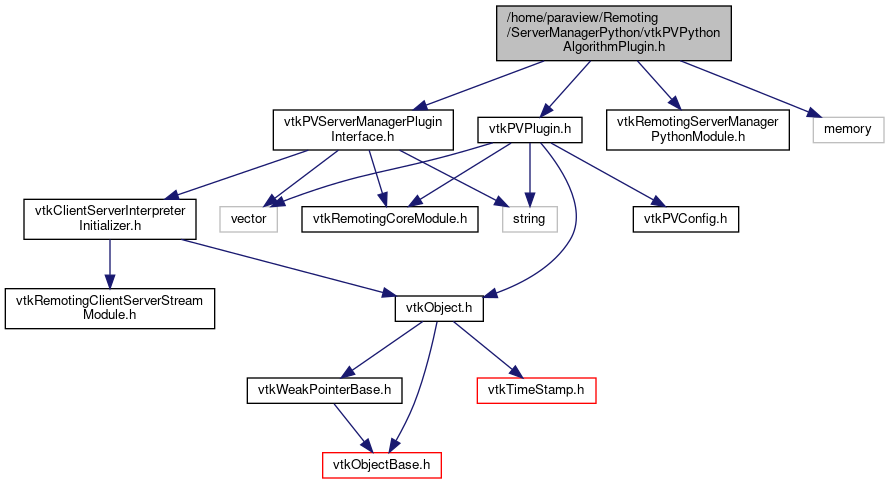 /home/paraview/Remoting
/ServerManagerPython/vtkPVPython
AlgorithmPlugin.h
vtkPVServerManagerPlugin
Interface.h
vtkPVPlugin.h
vtkRemotingServerManager
PythonModule.h
memory
vtkClientServerInterpreter
Initializer.h
vector
vtkRemotingCoreModule.h
string
vtkPVConfig.h
vtkRemotingClientServerStream
Module.h
vtkObject.h
vtkWeakPointerBase.h
vtkTimeStamp.h
vtkObjectBase.h